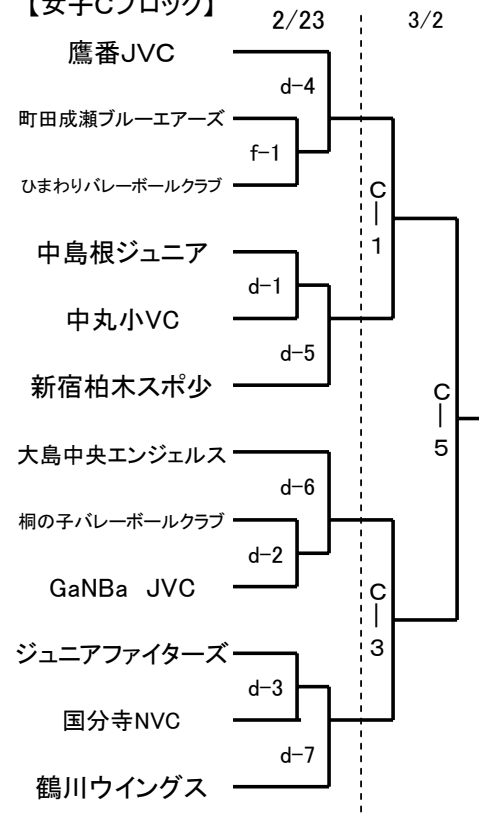 【女子Cブロック】
2/23
3/2
鷹番JVC
d-4
町田成瀬ブルーエアーズ
f-1
ひまわりバレーボールクラブ
C|1
中島根ジュニア
d-1
中丸小VC
d-5
新宿柏木スポ少
C|5
大島中央エンジェルス
d-6
桐の子バレーボールクラブ
d-2
GaNBa　JVC
C|3
ジュニアファイターズ
d-3
国分寺NVC
d-7
鶴川ウイングス